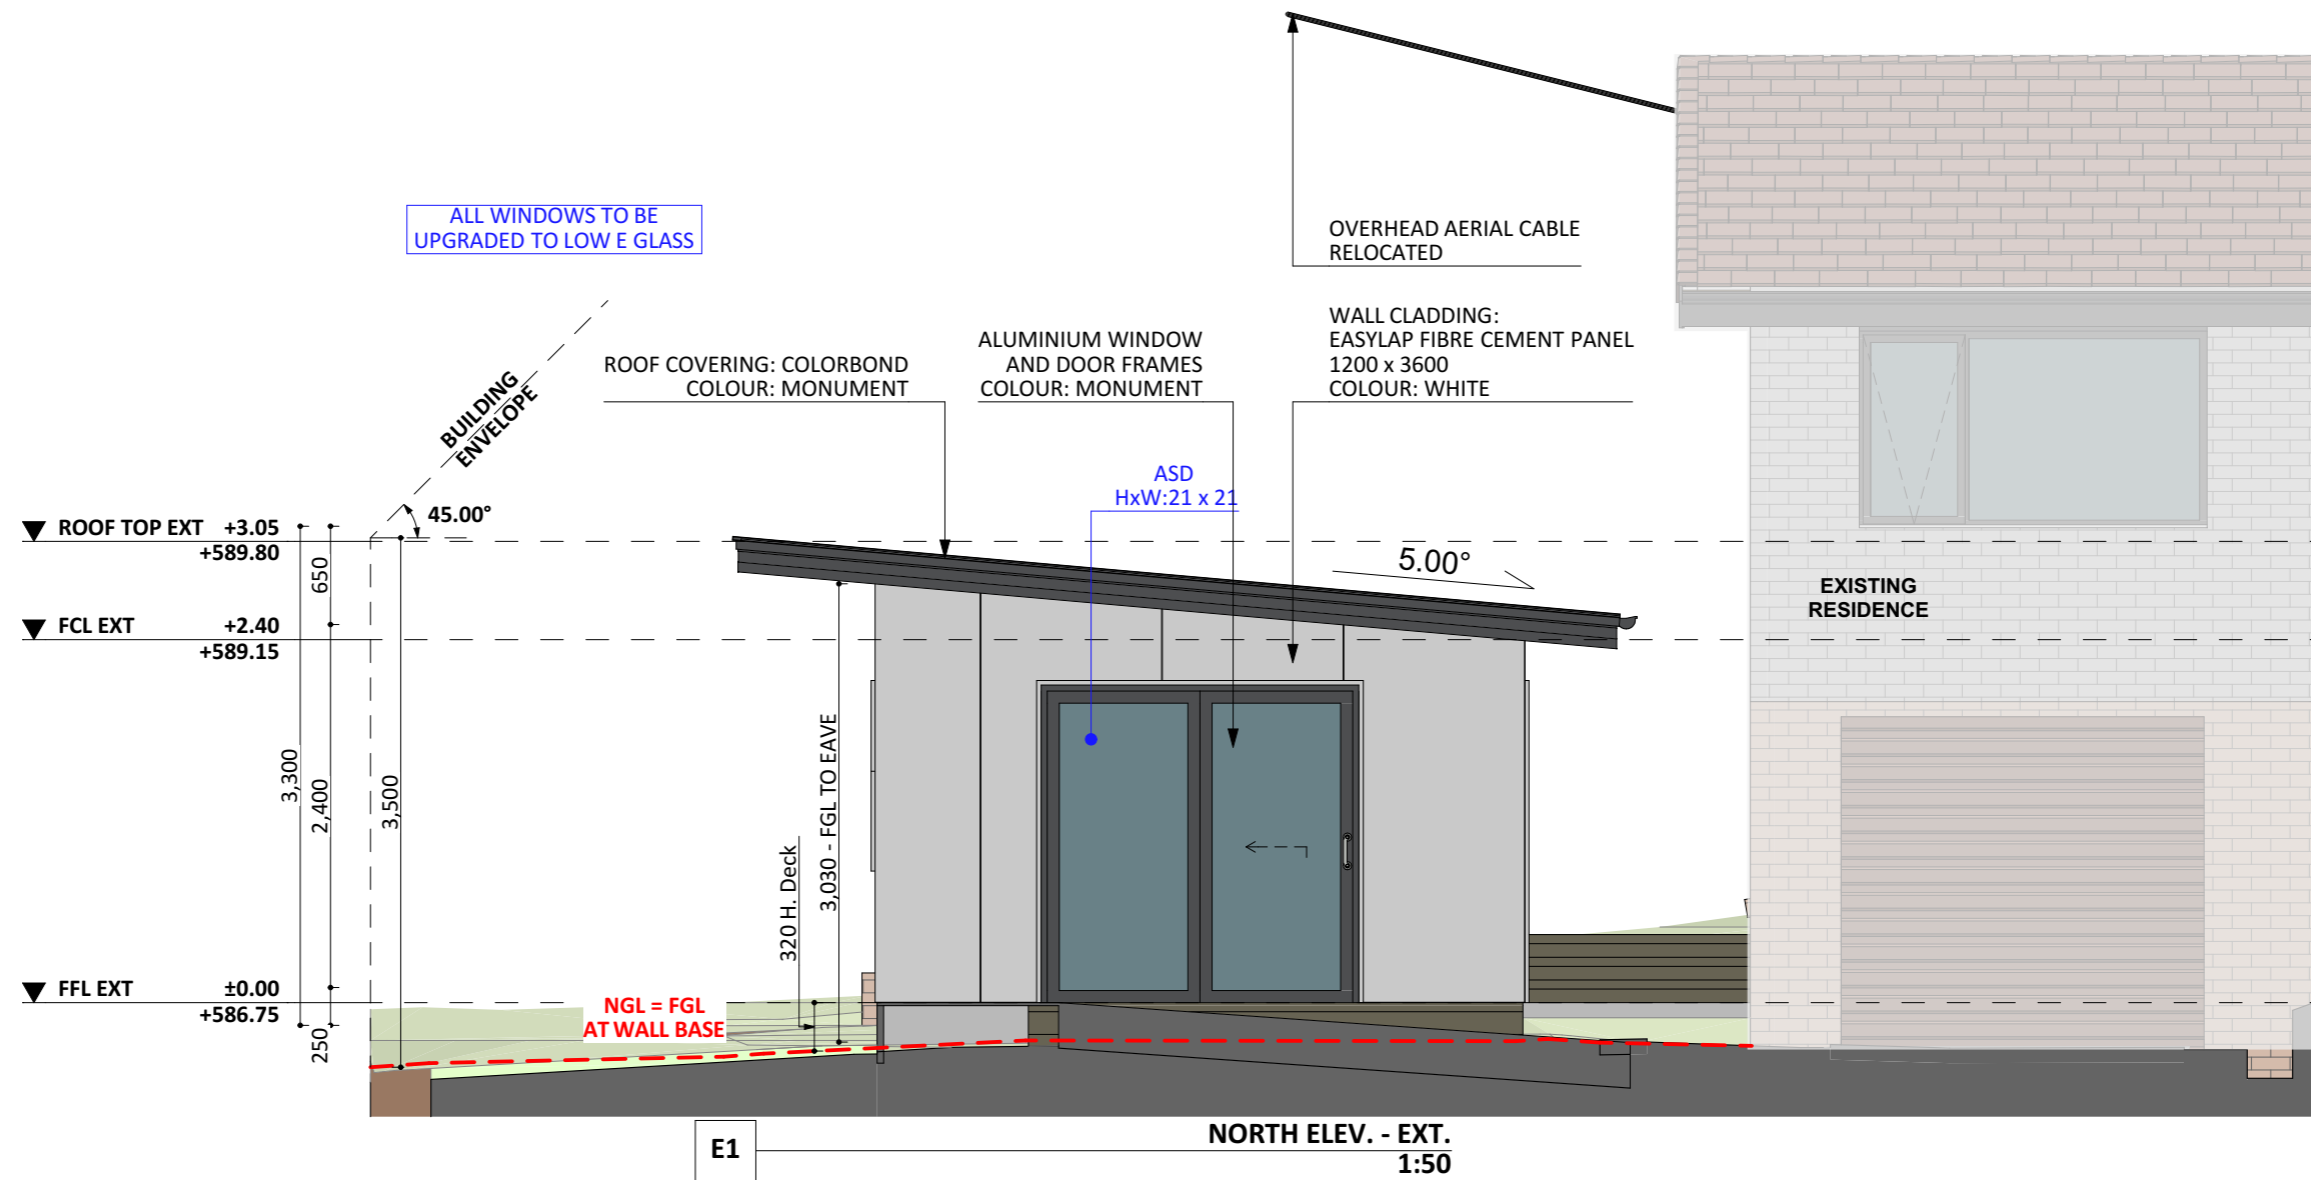 ALL WINDOWS TO BE
UPGRADED TO LOW E GLASS
OVERHEAD AERIAL CABLE
RELOCATED
ROOF COVERING: COLORBOND
COLOUR: MONUMENT
ALUMINIUM WINDOW
AND DOOR FRAMES
COLOUR: MONUMENT
WALL CLADDING:
EASYLAP FIBRE CEMENT PANEL
1200 x 3600
COLOUR: WHITE
BUILDING
ENVELOPE
45.00°
ASD
HxW:21 x 21
5.00°
ROOF TOP EXT +3.05
+589.80
FCL EXT +2.40
+589.15
FFL EXT ±0.00
+586.75
650
3,300
2,400
250
3,500
320 H. Deck
3,030 - FGL TO EAVE
EXISTING
RESIDENCE
NGL = FGL
AT WALL BASE
E1
NORTH ELEV. - EXT.
1:50